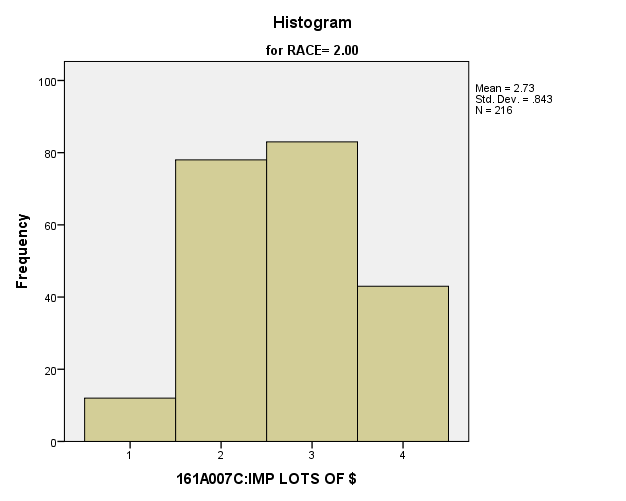 Histogram
for RACE= 2.00
Mean = 2.73
Std. Dev. = .843
N = 216
Frequency
100
80
60
40
20
0
1 2 3 4
161A007C:IMP LOTS OF $